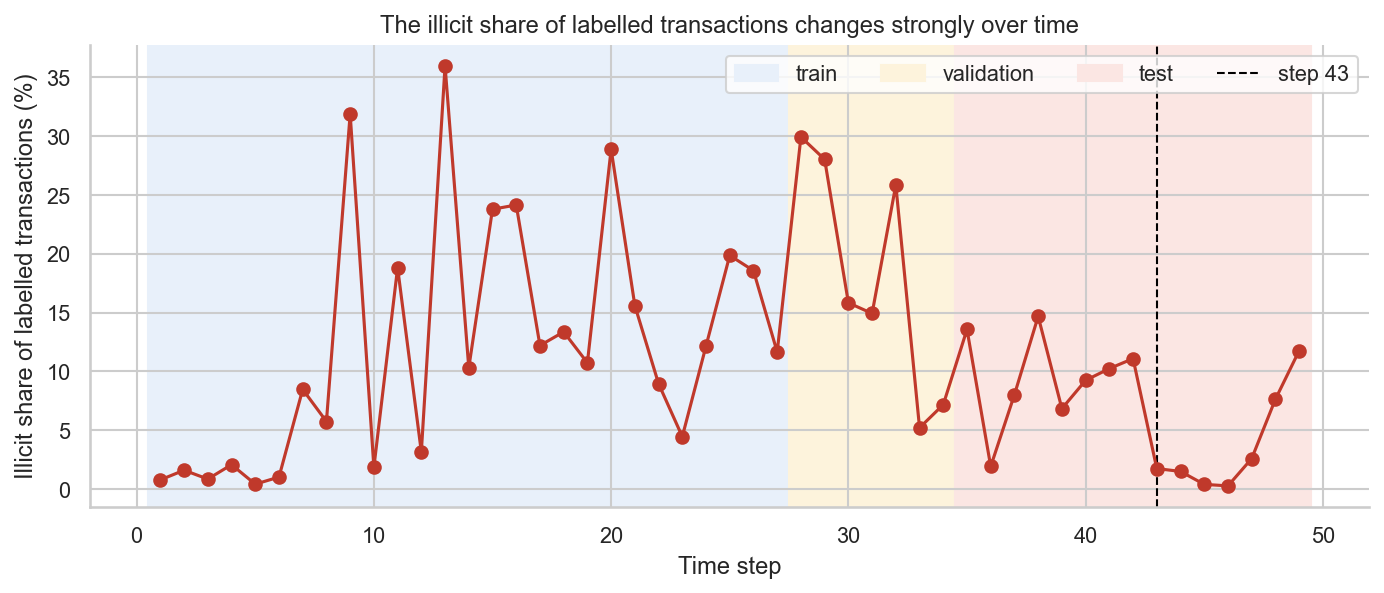 The illicit share of labelled transactions changes strongly over time
train validation test step 43
Illicit share of labelled transactions (%)
35
30
25
20
15
10
5
0
0 10 20 30 40 50
Time step